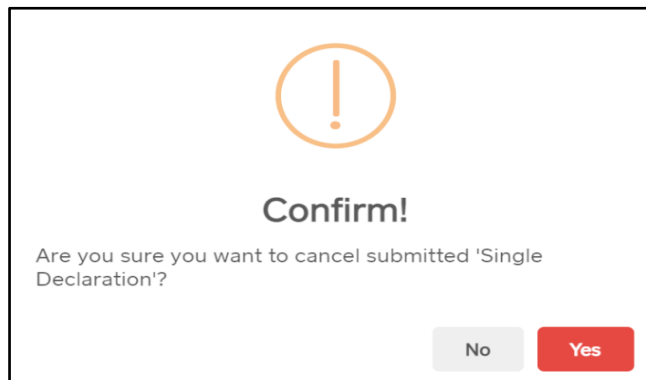 Confirm!
Are you sure you want to cancel submitted 'Single
Declaration'?
No
Yes